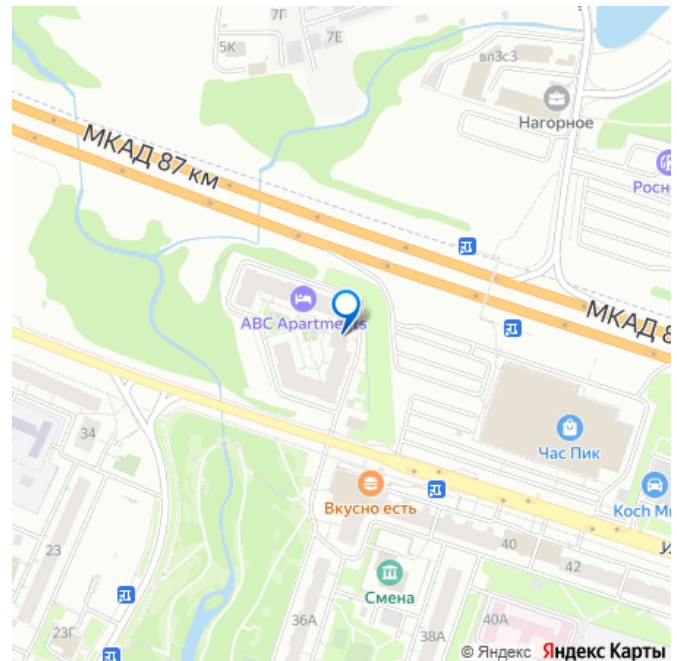 7Г
7Е
5К
вл3с3
Нагорное
МКАД 87 км
Росн
ABC Apartments
МКАД 8
34
Час Пик
Вкусно есть
Koch Mu
40
И
42
23
Смена
36А
38А
40А
23Г
© Яндекс Яндекс Карты